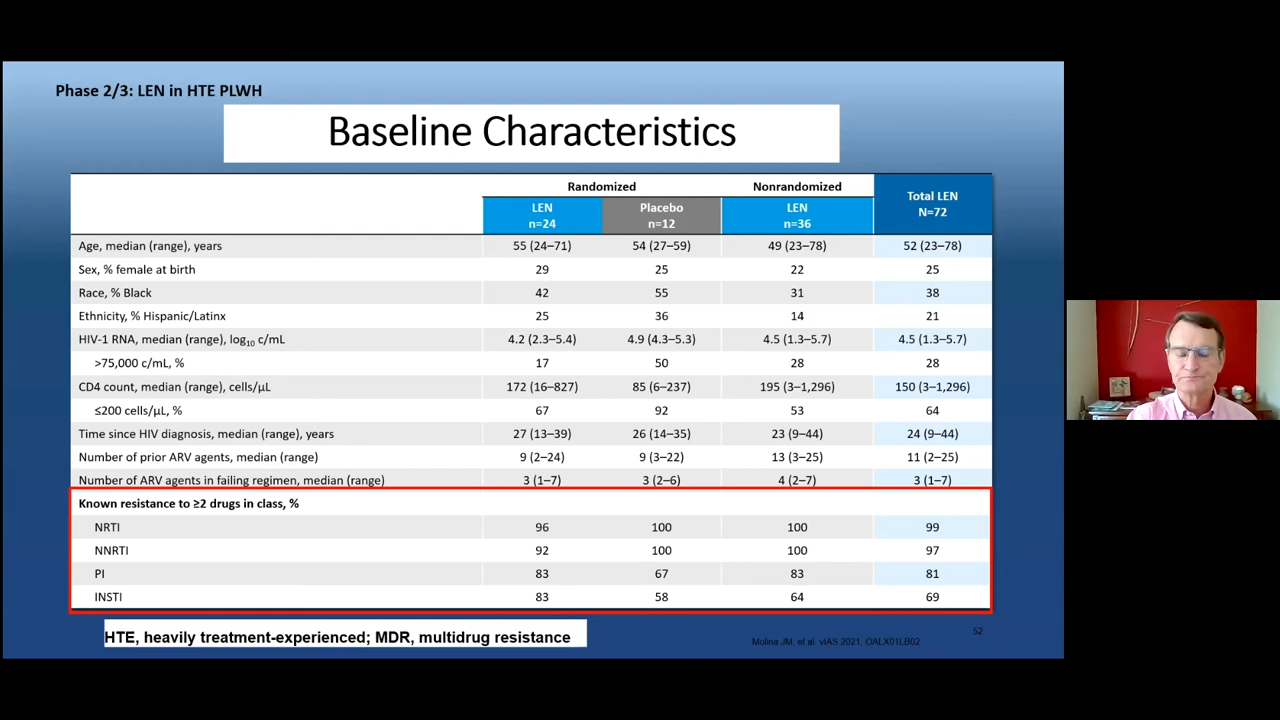 Phase 2/3: LEN in HTE PLWH
Baseline Characteristics
Randomized Nonrandomized Total LEN N=72
LEN n=24 Placebo n=12 LEN n=36
Age, median (range), years 55 (24–71) 54 (27–59) 49 (23–78) 52 (23–78)
Sex, % female at birth 29 25 22 25
Race, % Black 42 55 31 38
Ethnicity, % Hispanic/Latinx 25 36 14 21
HIV-1 RNA, median (range), log10 c/mL 4.2 (2.3–5.4) 4.9 (4.3–5.3) 4.5 (1.3–5.7) 4.5 (1.3–5.7)
>75,000 c/mL, % 17 50 28 28
CD4 count, median (range), cells/µL 172 (16–827) 85 (6–237) 195 (3–1,296) 150 (3–1,296)
≤200 cells/µL, % 67 92 53 64
Time since HIV diagnosis, median (range), years 27 (13–39) 26 (14–35) 23 (9–44) 24 (9–44)
Number of prior ARV agents, median (range) 9 (2–24) 9 (3–22) 13 (3–25) 11 (2–25)
Number of ARV agents in failing regimen, median (range) 3 (1–7) 3 (2–6) 4 (2–7) 3 (1–7)
Known resistance to ≥2 drugs in class, %
NRTI 96 100 100 99
NNRTI 92 100 100 97
PI 83 67 83 81
INSTI 83 58 64 69
HTE, heavily treatment-experienced; MDR, multidrug resistance
Molina JM, et al. vIAS 2021. OALX01LB02
52